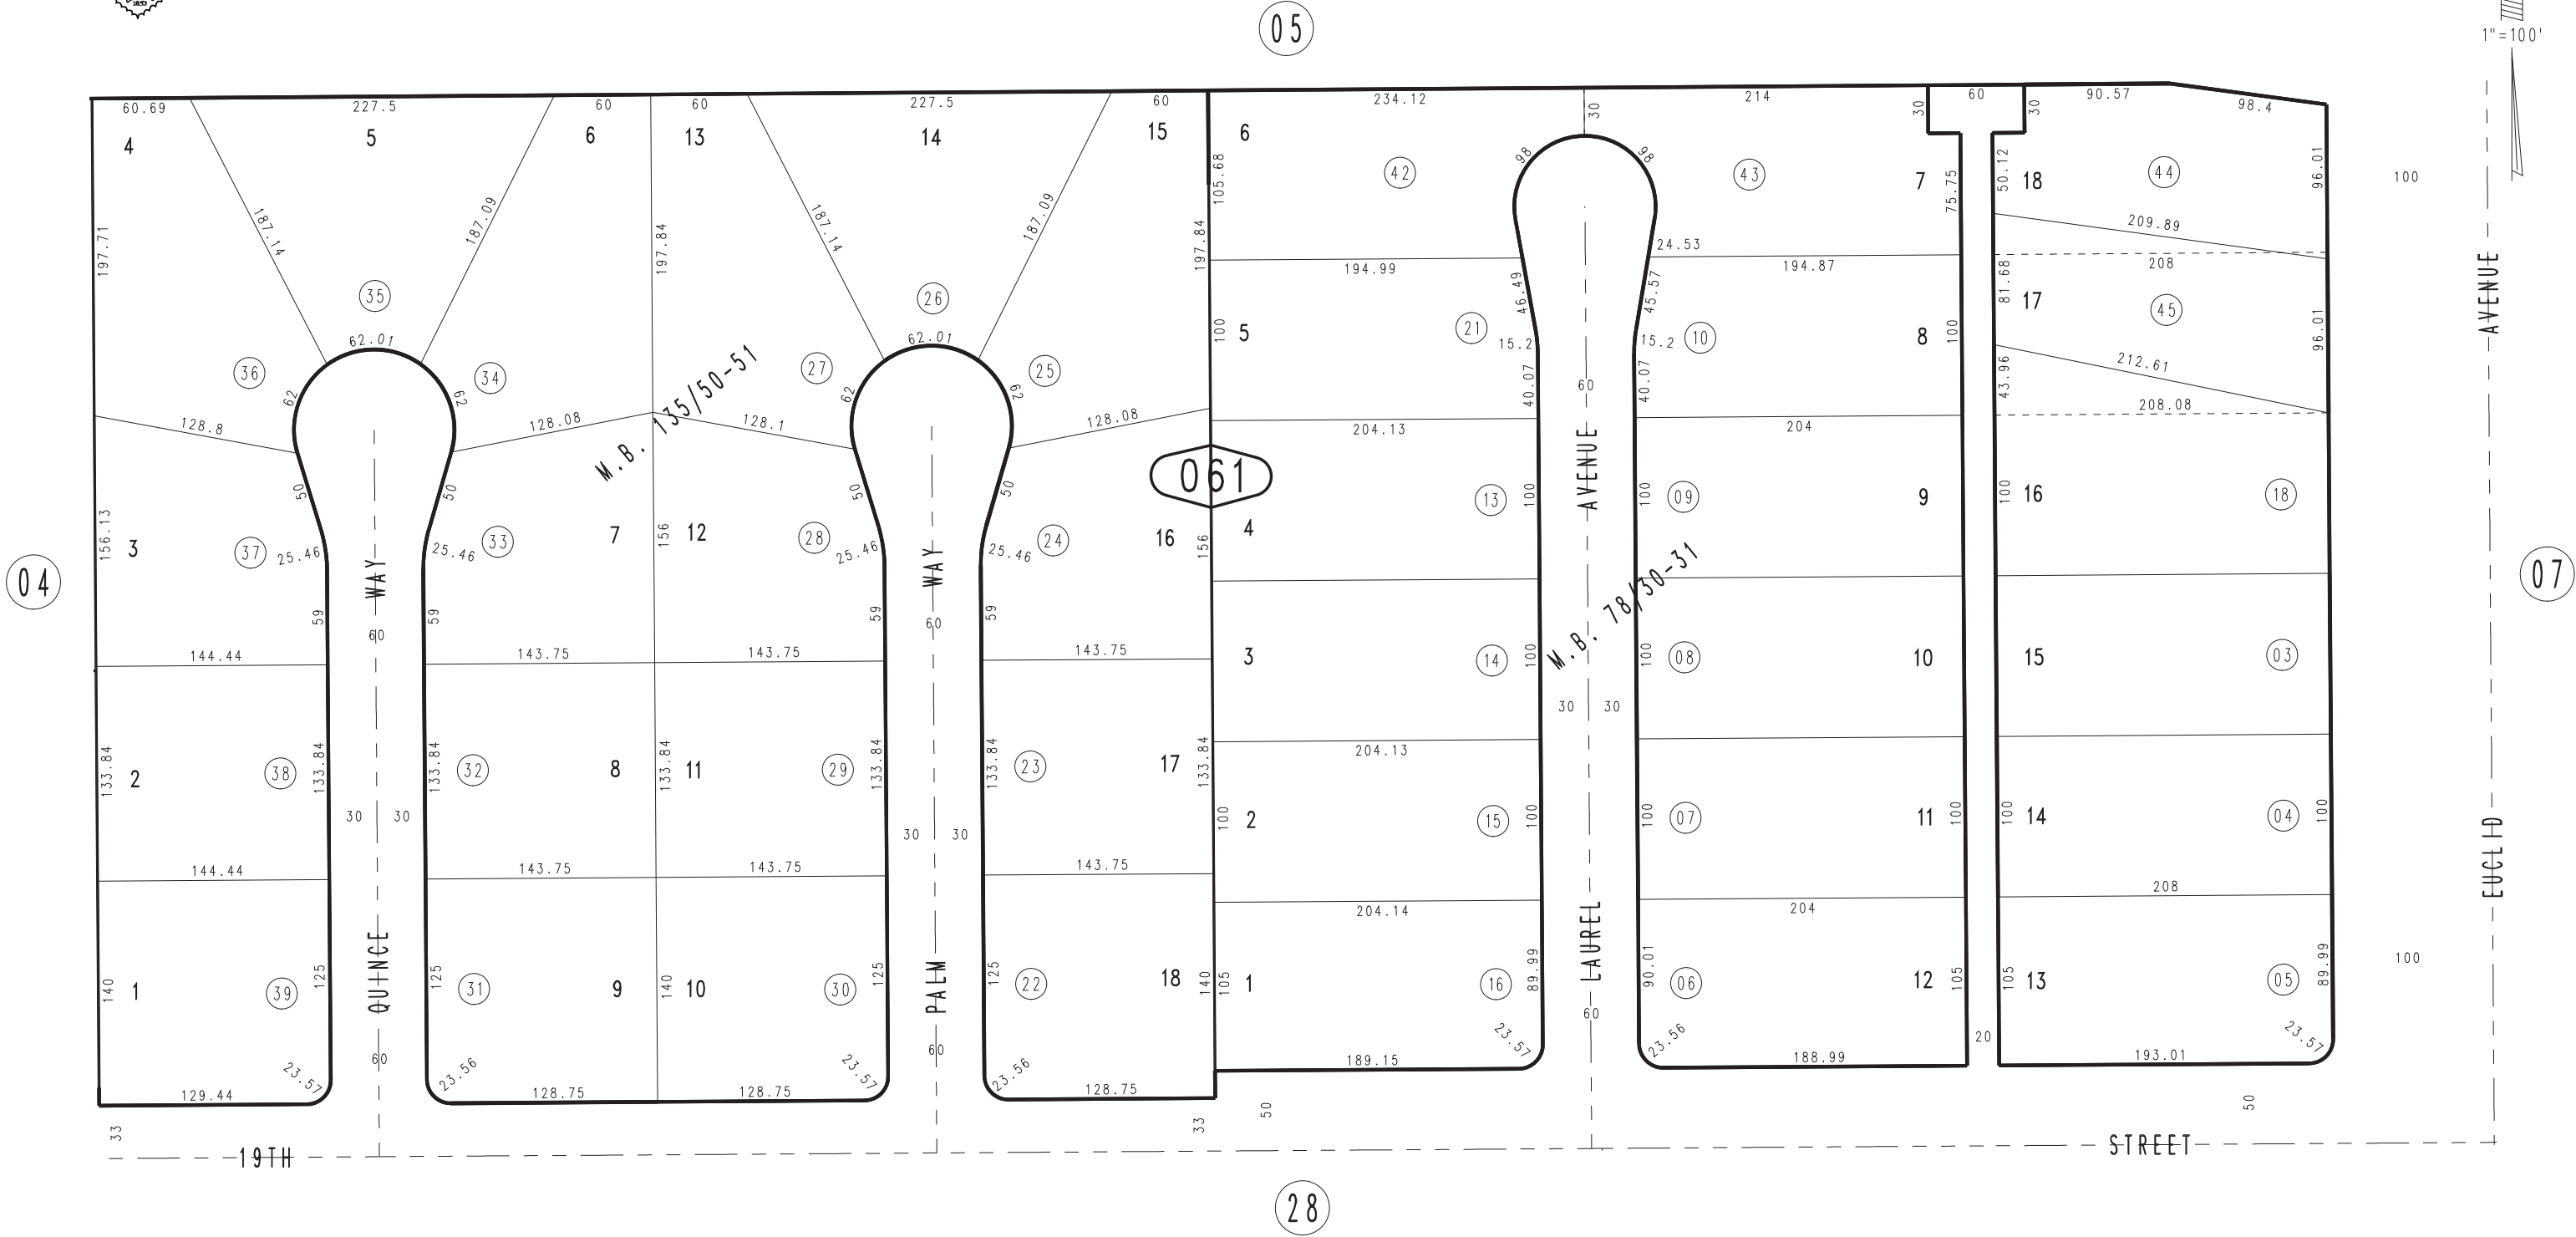 1853
05
1"=100'
60.69 227.5 60 60 227.5 60 234.12 30 214 30 60 30 90.57 98.4
4 5 6 13 14 15 6
42 98 98 43 7 75.75 50.12 18 44 96.01 100
105.68
187.14 187.09 187.14 187.09
197.71 197.84 197.84
209.89
24.53
194.99 194.87 208
35 26
46.49 45.57 81.68 17 45
62.01 62.01
100 5 21 15.2 15.2 10 8 100 96.01
36 34 27 25
62 62 62 62
40.07 60 40.07 43.96 212.61
208.08
128.8 128.08 128.1 128.08
204.13 204
M.B. 135/50-51
061
50 50 50 50
13 100 100 09 9 100 16 18
156.13 3 37 25.46 25.46 33 7 156 12 28 25.46 25.46 24 16 156 4
04
07
M.B. 78/30-31
59 59 59 59
60 60
144.44 143.75 143.75 143.75
3 14 100 100 08 10 15 03
30 30
204.13
133.84 2 38 133.84 133.84 32 8 133.84 11 29 133.84 133.84 23 17 133.84
30 30 30 30
100 2 15 100 100 07 11 100 100 14 04 100
144.44 143.75 143.75 143.75
204.14 204 208
140 1 39 125 125 31 9 140 10 30 125 125 22 18 140
105 1 16 89.99 90.01 06 12 105 105 13 05 89.99 100
60 60 60 20
23.57 23.56 23.57 23.56 23.57 23.56 23.57
129.44 128.75 128.75 128.75 189.15 188.99 193.01
33 33 50 50
QUINCE WAY
PALM WAY
LAUREL AVENUE
EUCLID AVENUE
19TH STREET
28